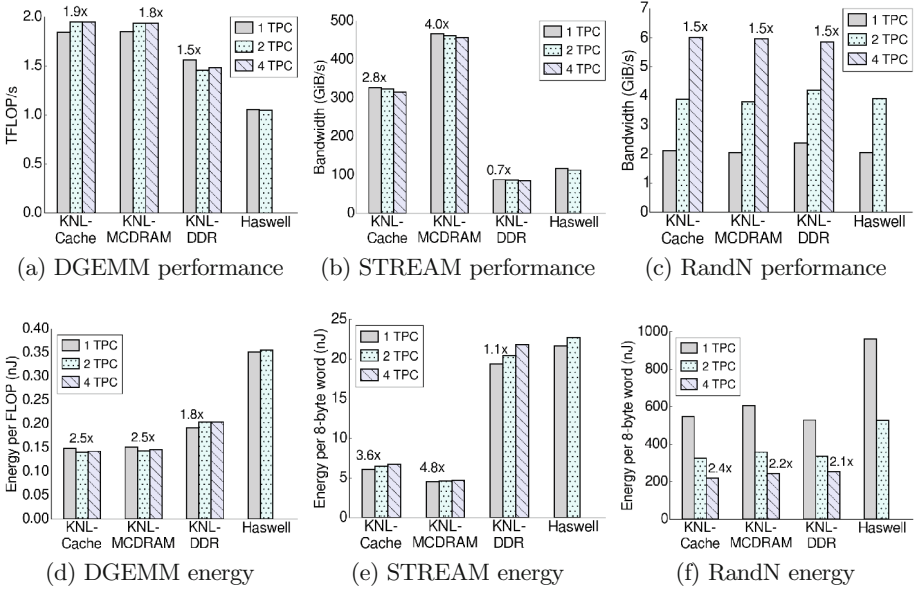 2.0
1.5
1.0
0.5
0.0
TFLOP/s
1.9x
1.8x
1.5x
1 TPC
2 TPC
4 TPC
KNL-
Cache
KNL-
MCDRAM
KNL-
DDR
Haswell
(a) DGEMM performance
500
400
300
200
100
0
Bandwidth (GiB/s)
2.8x
4.0x
0.7x
1 TPC
2 TPC
4 TPC
KNL-
Cache
KNL-
MCDRAM
KNL-
DDR
Haswell
(b) STREAM performance
7
6
5
4
3
2
1
0
Bandwidth (GiB/s)
1.5x
1.5x
1.5x
1 TPC
2 TPC
4 TPC
KNL-
Cache
KNL-
MCDRAM
KNL-
DDR
Haswell
(c) RandN performance
0.40
0.35
0.30
0.25
0.20
0.15
0.10
0.05
0.00
Energy per FLOP (nJ)
1 TPC
2 TPC
4 TPC
2.5x
2.5x
1.8x
KNL-
Cache
KNL-
MCDRAM
KNL-
DDR
Haswell
(d) DGEMM energy
25
20
15
10
5
0
Energy per 8-byte word (nJ)
1 TPC
2 TPC
4 TPC
3.6x
4.8x
1.1x
KNL-
Cache
KNL-
MCDRAM
KNL-
DDR
Haswell
(e) STREAM energy
1000
800
600
400
200
0
Energy per 8-byte word (nJ)
1 TPC
2 TPC
4 TPC
2.4x
2.2x
2.1x
KNL-
Cache
KNL-
MCDRAM
KNL-
DDR
Haswell
(f) RandN energy